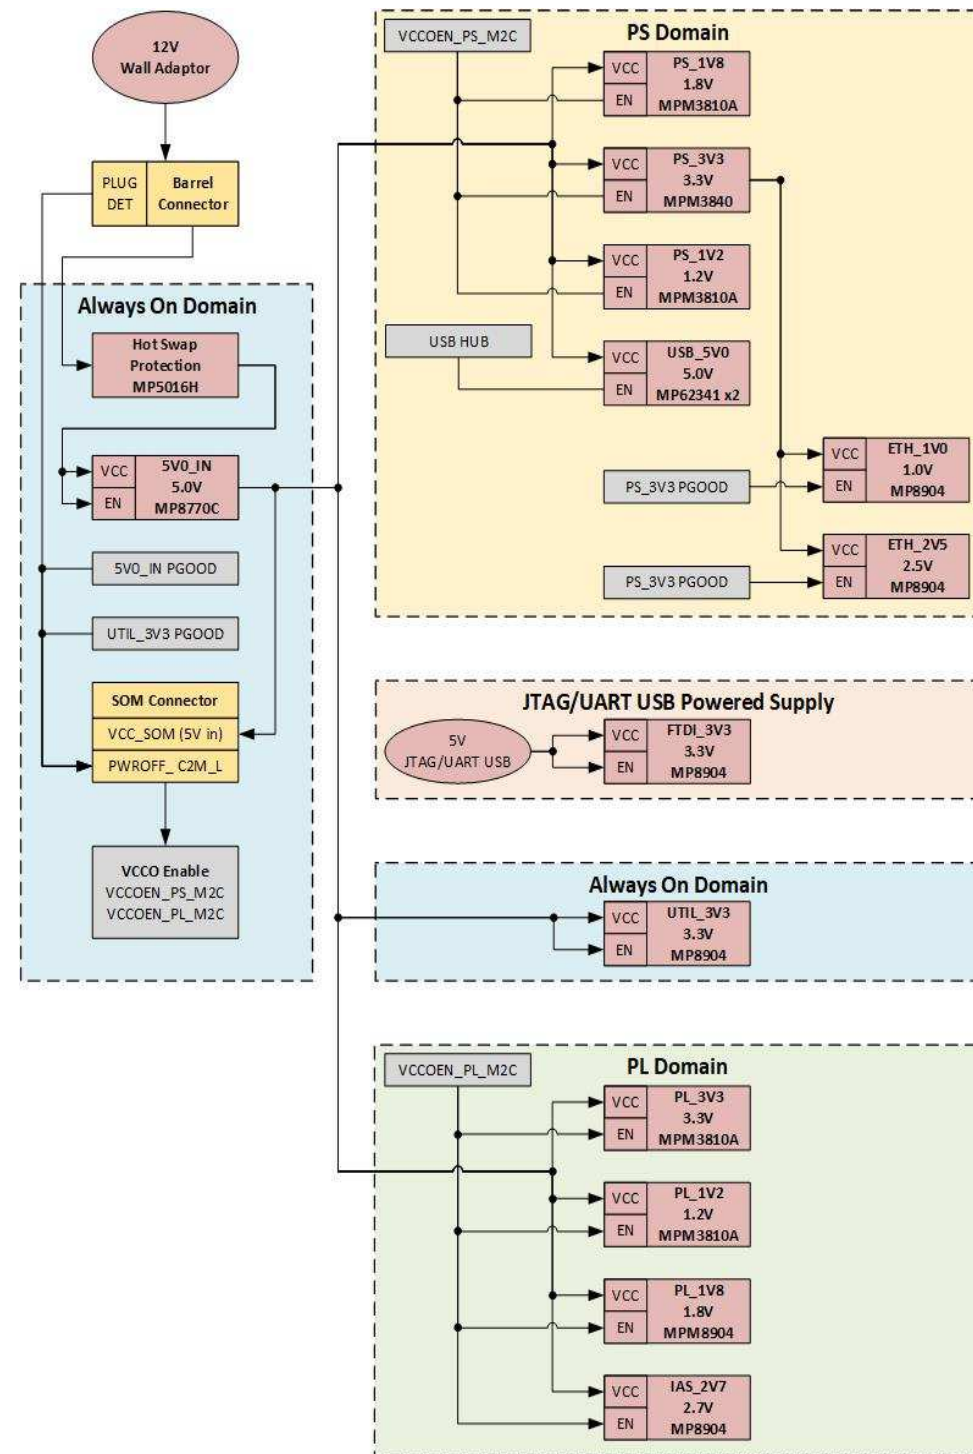 12V
Wall Adaptor
PLUG
DET
Barrel
Connector
Always On Domain
Hot Swap
Protection
MP5016H
VCC
EN
5V0_IN
5.0V
MP8770C
5V0_IN PGOOD
UTIL_3V3 PGOOD
SOM Connector
VCC_SOM (5V in)
PWROFF_ C2M_L
VCCO Enable
VCCOEN_PS_M2C
VCCOEN_PL_M2C
PS Domain
VCCOEN_PS_M2C
VCC
EN
PS_1V8
1.8V
MPM3810A
VCC
EN
PS_3V3
3.3V
MPM3840
VCC
EN
PS_1V2
1.2V
MPM3810A
USB HUB
VCC
EN
USB_5V0
5.0V
MP62341 x2
PS_3V3 PGOOD
VCC
EN
ETH_1V0
1.0V
MP8904
PS_3V3 PGOOD
VCC
EN
ETH_2V5
2.5V
MP8904
JTAG/UART USB Powered Supply
5V
JTAG/UART USB
VCC
EN
FTDI_3V3
3.3V
MP8904
Always On Domain
VCC
EN
UTIL_3V3
3.3V
MP8904
PL Domain
VCCOEN_PL_M2C
VCC
EN
PL_3V3
3.3V
MPM3810A
VCC
EN
PL_1V2
1.2V
MPM3810A
VCC
EN
PL_1V8
1.8V
MPM8904
VCC
EN
IAS_2V7
2.7V
MP8904